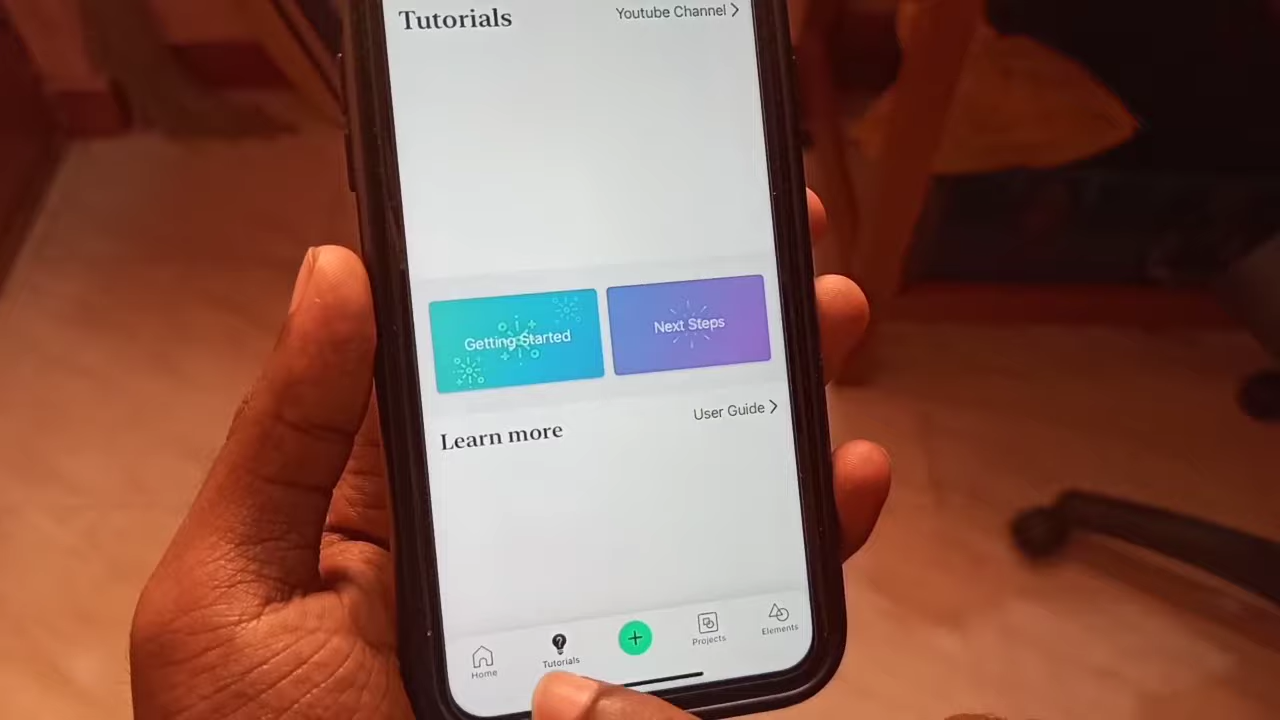 Tutorials
Youtube Channel
Getting Started
Next Steps
Learn more
User Guide
Home
Tutorials
Projects
Elements